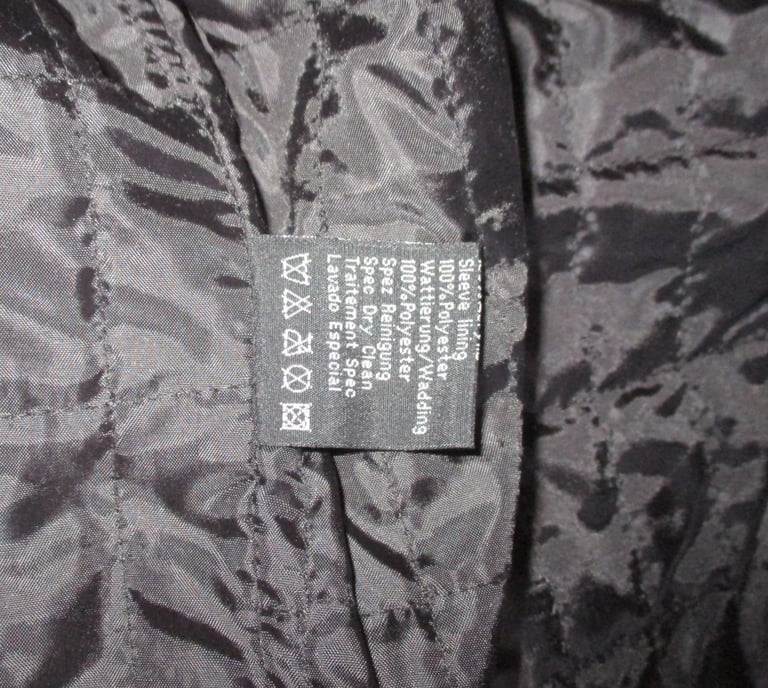 Sleeve lining
100%Polyester
Wattierung/Wadding
100%Polyester
Spez Reinigung
Spec Dry Clean
Traitement Spec
Lavado Especial